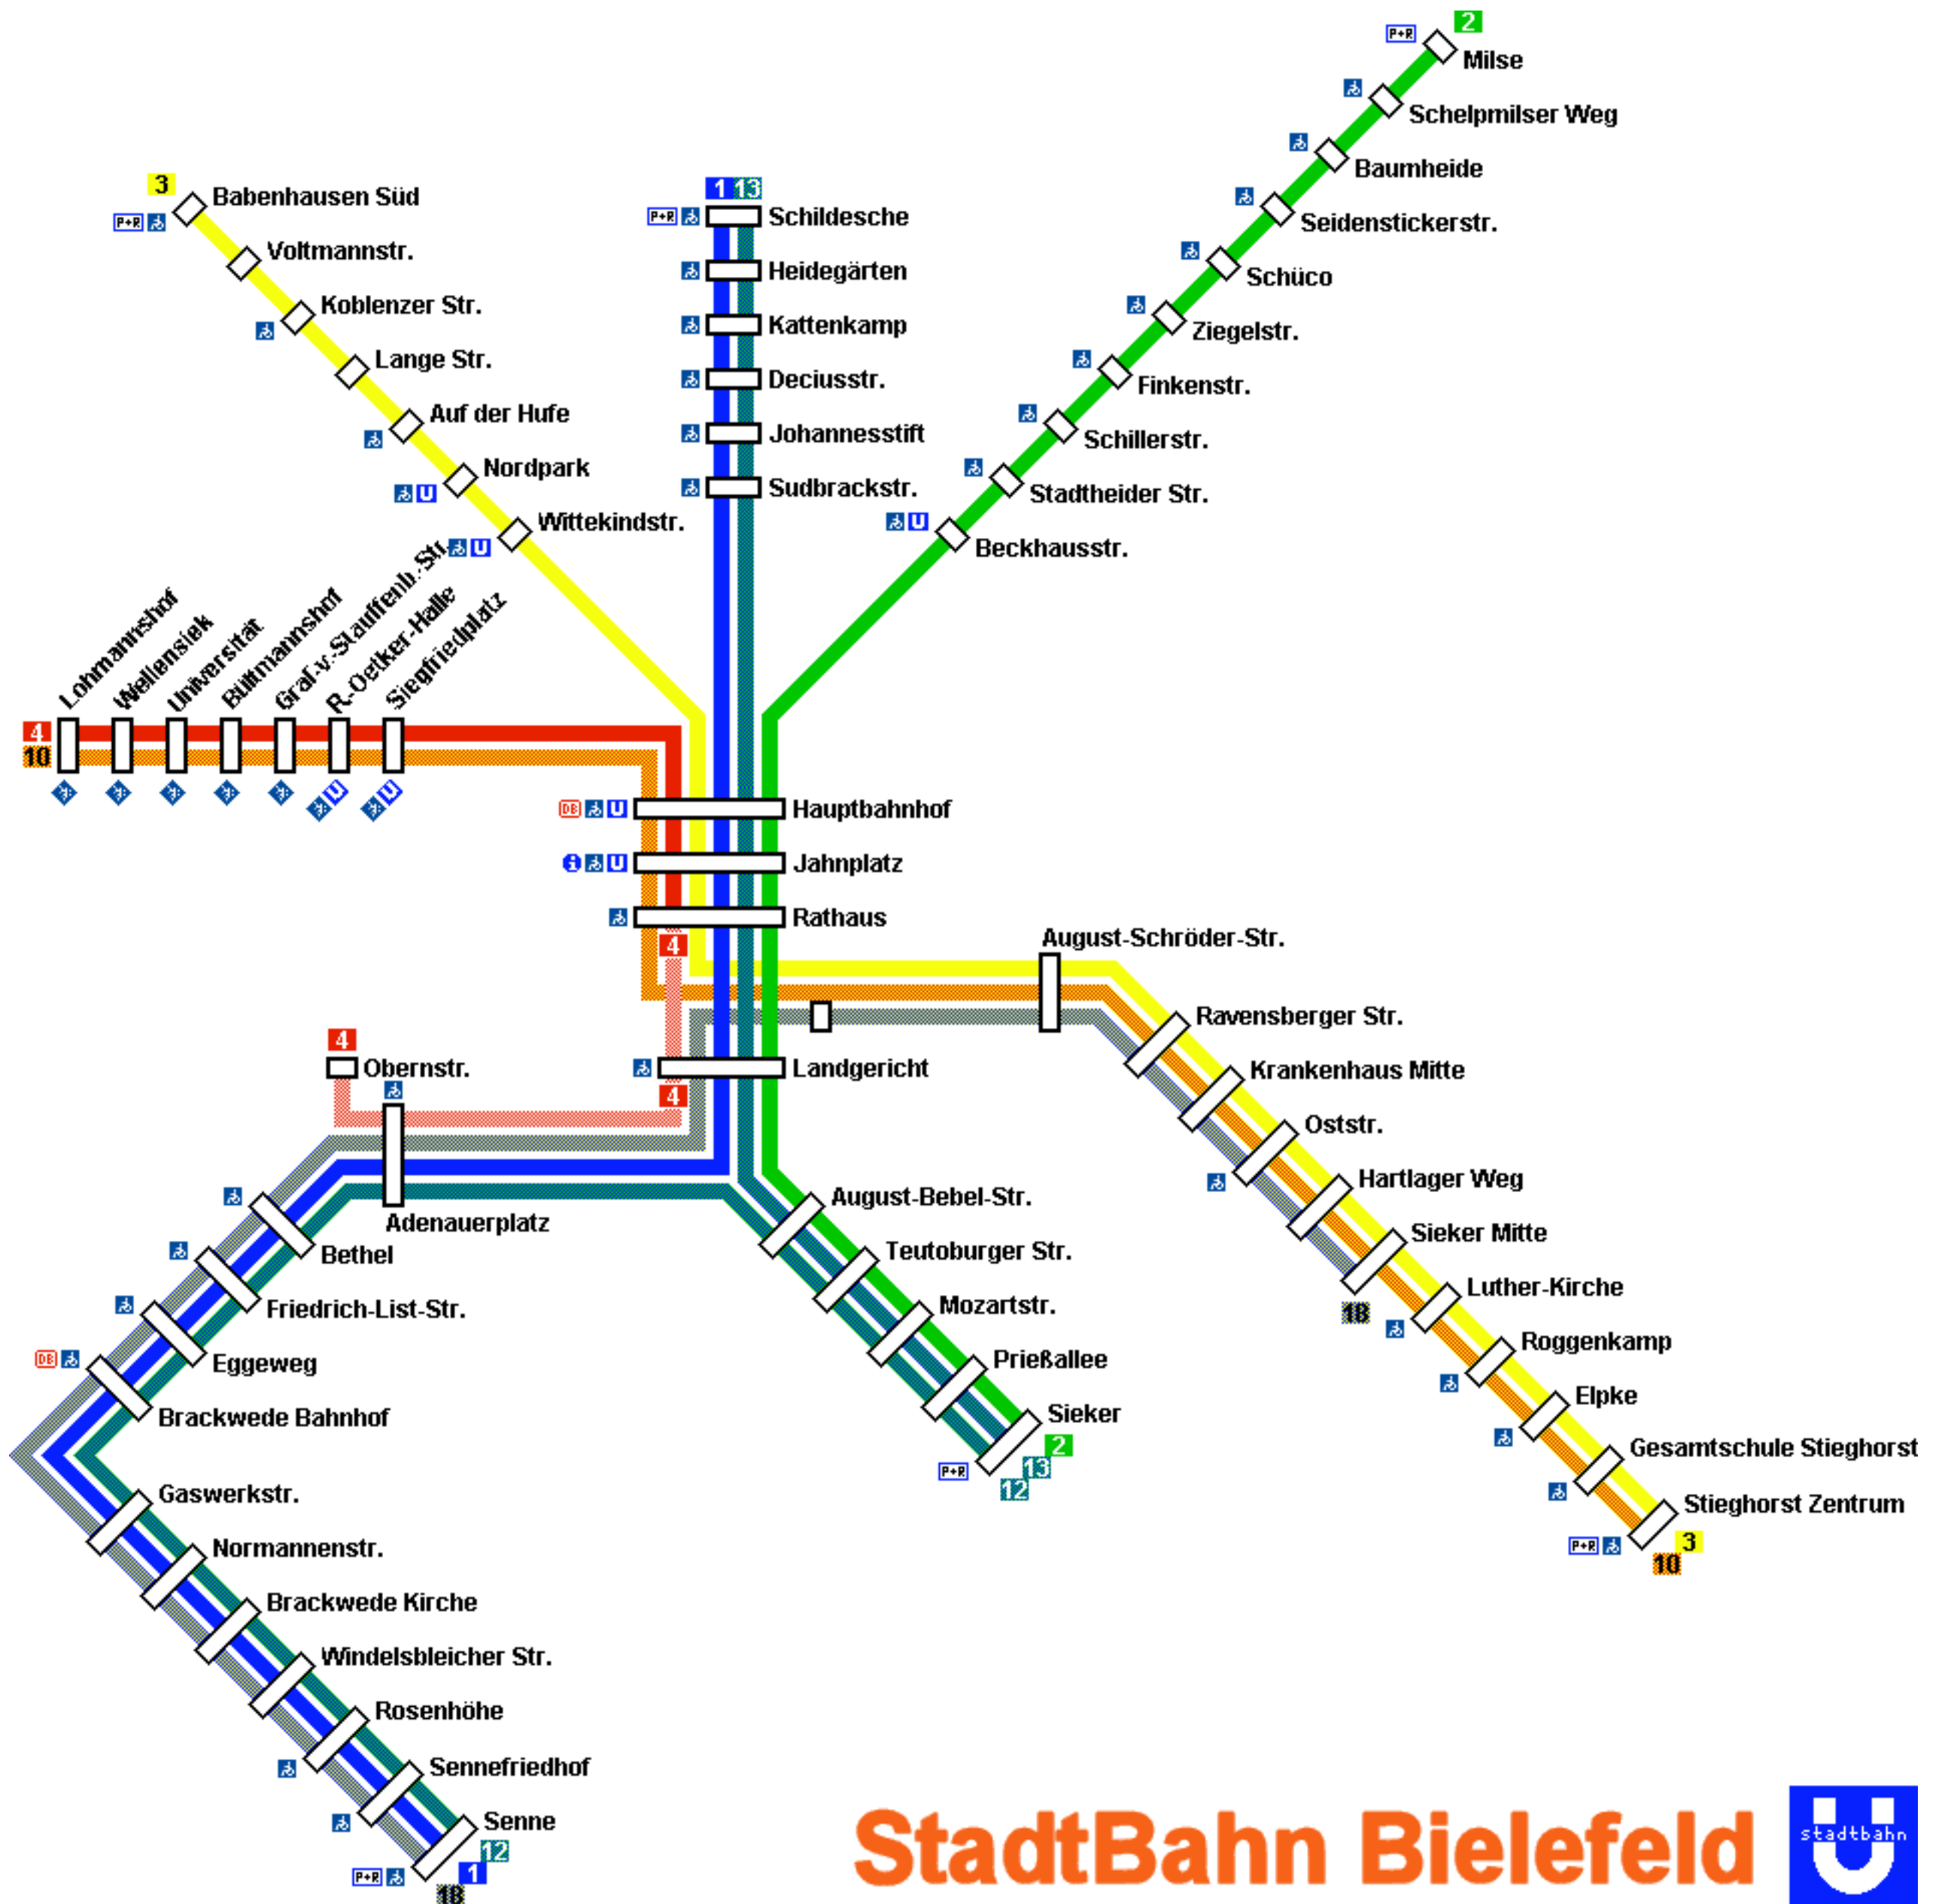 2
P+R
Milse
Schelpmilser Weg
Baumheide
Seidenstickerstr.
Schüco
Ziegelstr.
Finkenstr.
Schillerstr.
Stadtheider Str.
U
Beckhausstr.
3
P+R
Babenhausen Süd
Voltmannstr.
Koblenzer Str.
Lange Str.
Auf der Hufe
Nordpark
U
Wittekindstr.
U
1 13
P+R
Schildesche
Heidegärten
Kattenkamp
Deciusstr.
Johannesstift
Sudbrackstr.
4
10
Lohmannshof
Wellensiek
Universität
Bültmannshof
Graf-v.-Stauffenb.-Str.
R.-Oetker-Halle
U
Siegfriedplatz
U
DB U
Hauptbahnhof
i U
Jahnplatz
Rathaus
4
August-Schröder-Str.
Ravensberger Str.
Krankenhaus Mitte
Oststr.
Hartlager Weg
Sieker Mitte
18
Luther-Kirche
Roggenkamp
Elpke
Gesamtschule Stieghorst
Stieghorst Zentrum
P+R
3
10
4
Obernstr.
Landgericht
4
Adenauerplatz
Bethel
Friedrich-List-Str.
Eggeweg
DB
Brackwede Bahnhof
August-Bebel-Str.
Teutoburger Str.
Mozartstr.
Prießallee
Sieker
P+R
2
13
12
Gaswerkstr.
Normannenstr.
Brackwede Kirche
Windelsbleicher Str.
Rosenhöhe
Sennefriedhof
Senne
P+R
12
1
18
StadtBahn Bielefeld
stadtbahn